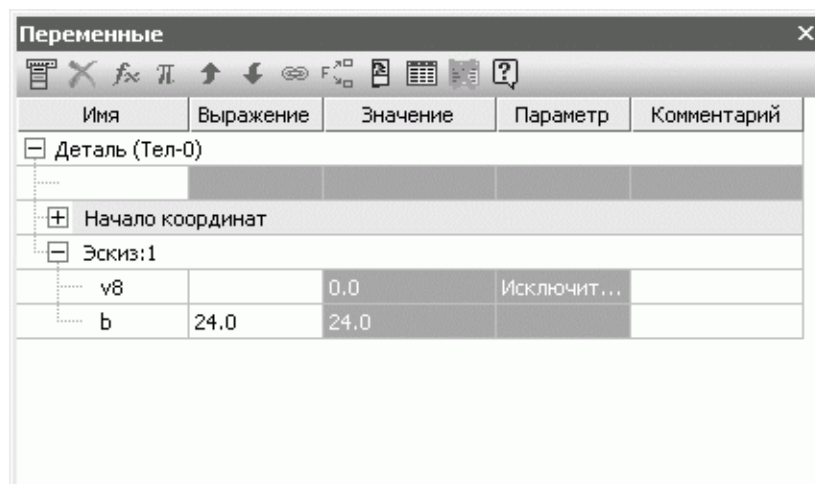 Переменные
Имя Выражение Значение Параметр Комментарий
Деталь (Тел-0)
Начало координат
Эскиз:1
v8 0.0 Исключит...
b 24.0 24.0